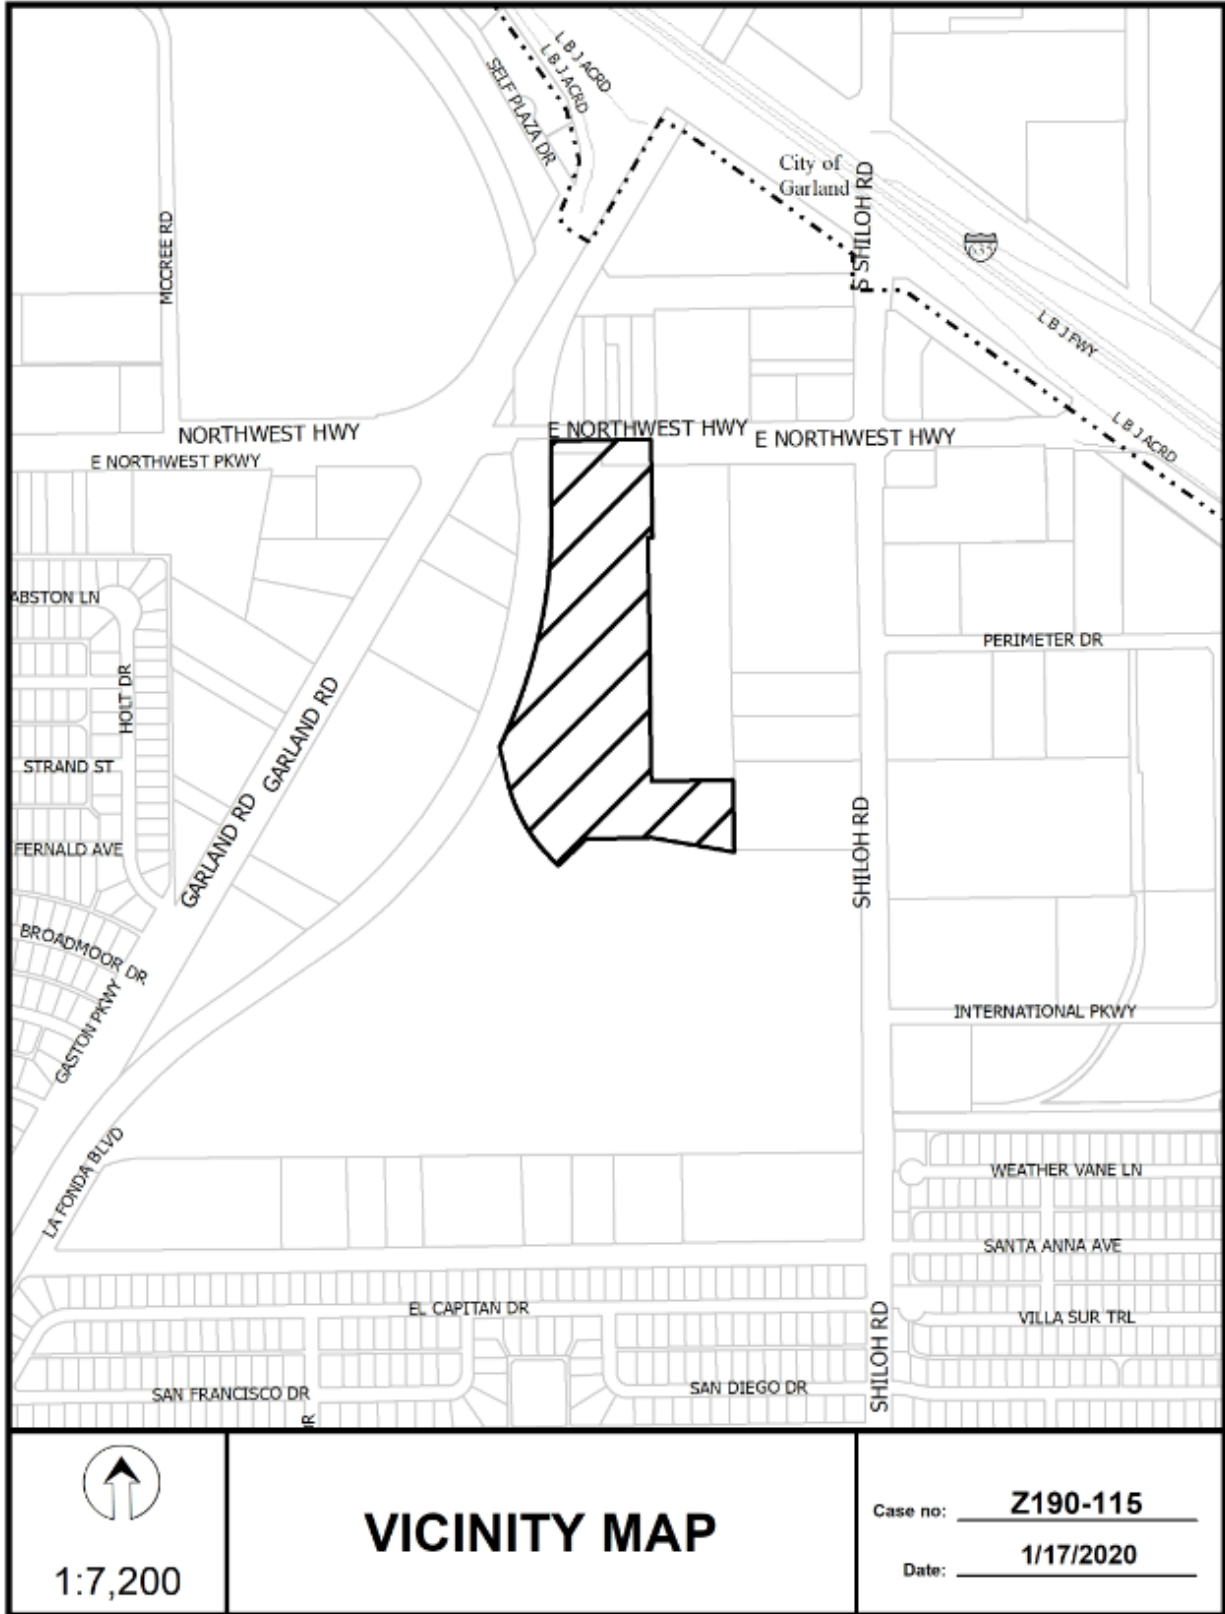 L B J ACRD
L B J ACRD
SELF PLAZA DR
City of
Garland
S SHILOH RD
635
MCCREE RD
L B J FWY
L B J ACRD
NORTHWEST HWY
E NORTHWEST HWY
E NORTHWEST HWY
E NORTHWEST PKWY
ABSTON LN
HOLT DR
PERIMETER DR
GARLAND RD
STRAND ST
GARLAND RD
FERNALD AVE
SHILOH RD
BROADMOOR DR
GASTON PKWY
INTERNATIONAL PKWY
LA FONDA BLVD
WEATHER VANE LN
SANTA ANNA AVE
EL CAPITAN DR
VILLA SUR TRL
SHILOH RD
SAN FRANCISCO DR
SAN DIEGO DR
DR
1:7,200
VICINITY MAP
Case no: Z190-115
Date: 1/17/2020